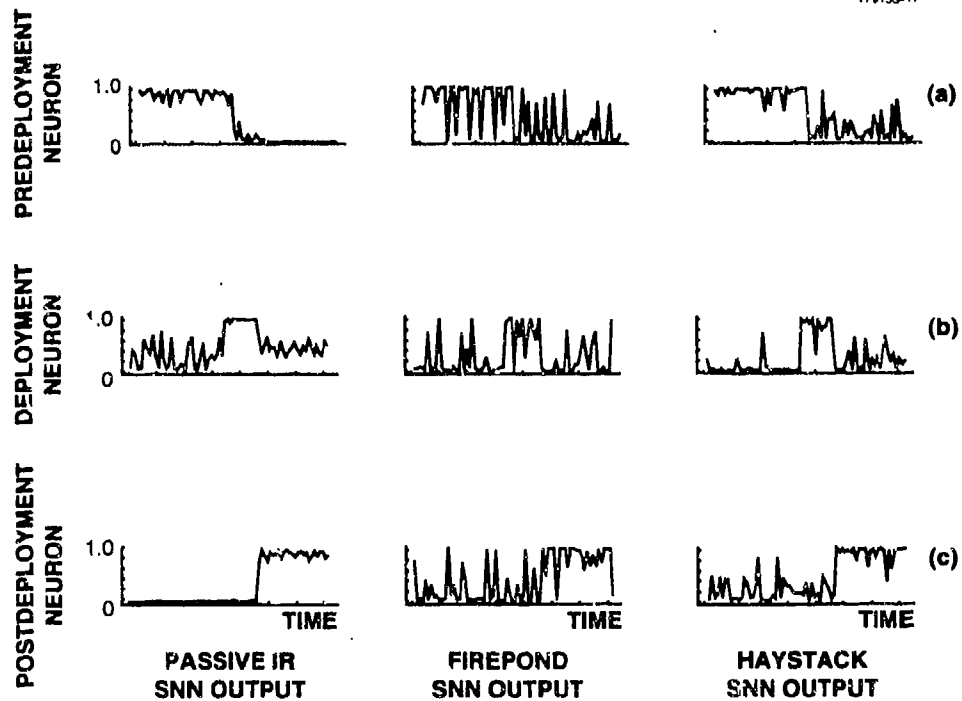 PREDEPLOYMENT
NEURON
1.0
0
(a)
DEPLOYMENT
NEURON
1.0
0
(b)
POSTDEPLOYMENT
NEURON
1.0
0
(c)
TIME
TIME
TIME
PASSIVE IR
SNN OUTPUT
FIREPOND
SNN OUTPUT
HAYSTACK
SNN OUTPUT